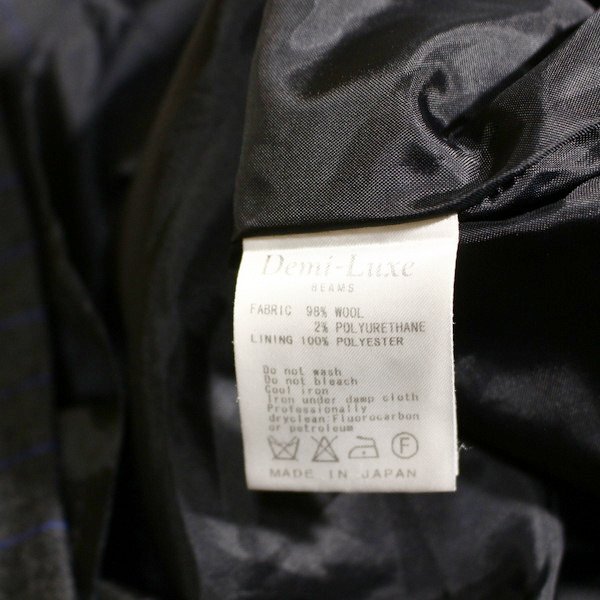 Demi-Luxe
BEAMS
FABRIC 98% WOOL
2% POLYURETHANE
LINING 100% POLYESTER
Do not wash
Do not bleach
Cool iron
Iron under damp cloth
Professionally
dryclean:Fluorocarbon
or petroleum
F
MADE IN JAPAN